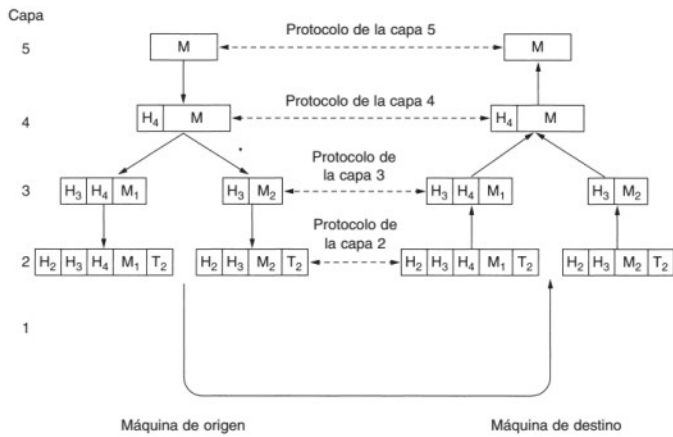 Capa
5 M Protocolo de la capa 5 M
4 H₄ M Protocolo de la capa 4 H₄ M
Protocolo de
la capa 3
3 H₃ H₄ M₁ H₃ M₂ H₃ H₄ M₁ H₃ M₂
Protocolo de
la capa 2
2 H₂ H₃ H₄ M₁ T₂ H₂ H₃ M₂ T₂ H₂ H₃ H₄ M₁ T₂ H₂ H₃ M₂ T₂
1
Máquina de origen Máquina de destino